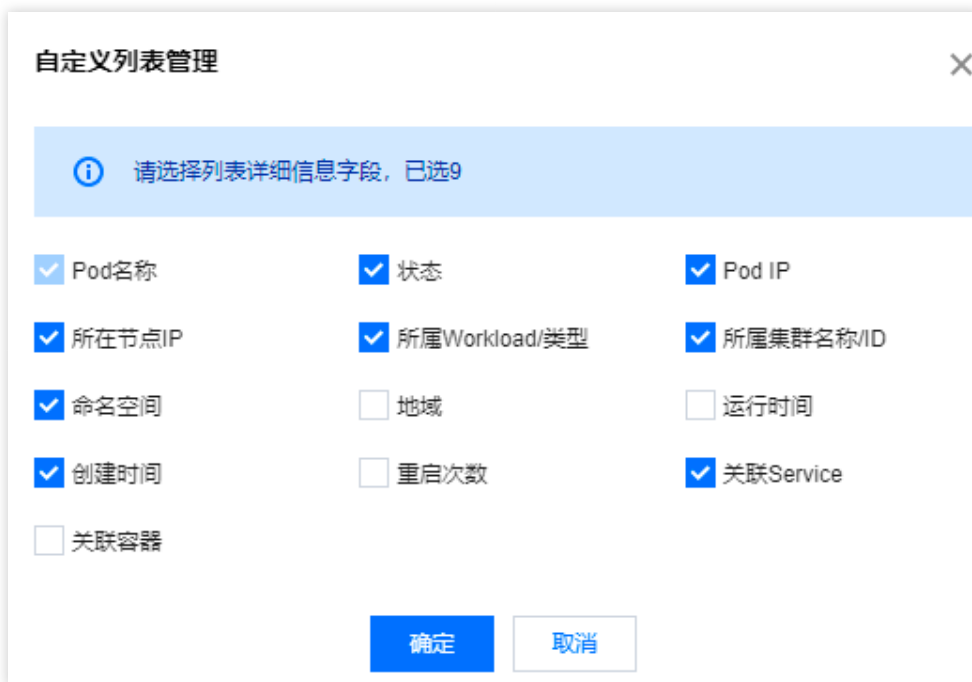 自定义列表管理
请选择列表详细信息字段，已选9
Pod名称 状态 Pod IP
所在节点IP 所属Workload/类型 所属集群名称/ID
命名空间 地域 运行时间
创建时间 重启次数 关联Service
关联容器
确定 取消